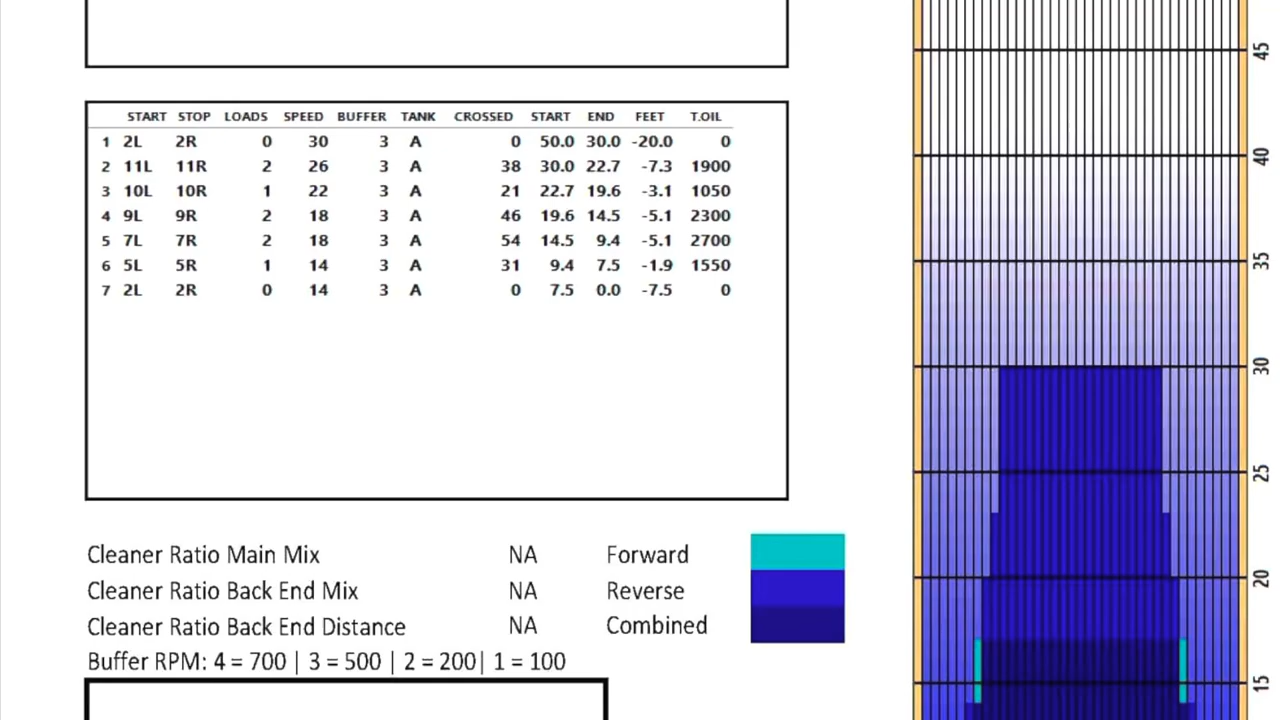 START STOP LOADS SPEED BUFFER TANK CROSSED START END FEET T.OIL
1 2L 2R 0 30 3 A 0 50.0 30.0 -20.0 0
2 11L 11R 2 26 3 A 38 30.0 22.7 -7.3 1900
3 10L 10R 1 22 3 A 21 22.7 19.6 -3.1 1050
4 9L 9R 2 18 3 A 46 19.6 14.5 -5.1 2300
5 7L 7R 2 18 3 A 54 14.5 9.4 -5.1 2700
6 5L 5R 1 14 3 A 31 9.4 7.5 -1.9 1550
7 2L 2R 0 14 3 A 0 7.5 0.0 -7.5 0
Cleaner Ratio Main Mix NA Forward
Cleaner Ratio Back End Mix NA Reverse
Cleaner Ratio Back End Distance NA Combined
Buffer RPM: 4 = 700 | 3 = 500 | 2 = 200| 1 = 100
45
40
35
30
25
20
15